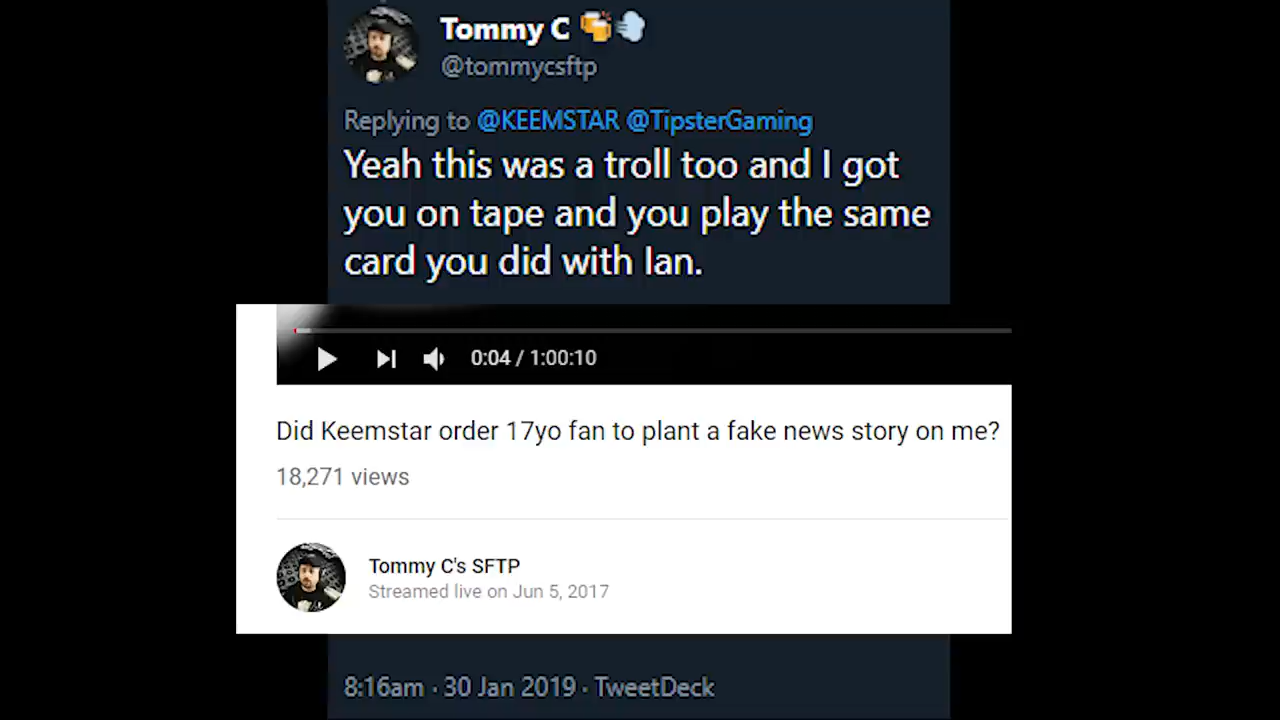 Tommy C 🍻💨
@tommycsftp
Replying to @KEEMSTAR @TipsterGaming
Yeah this was a troll too and I got
you on tape and you play the same
card you did with Ian.
0:04 / 1:00:10
Did Keemstar order 17yo fan to plant a fake news story on me?
18,271 views
Tommy C's SFTP
Streamed live on Jun 5, 2017
8:16am · 30 Jan 2019 · TweetDeck